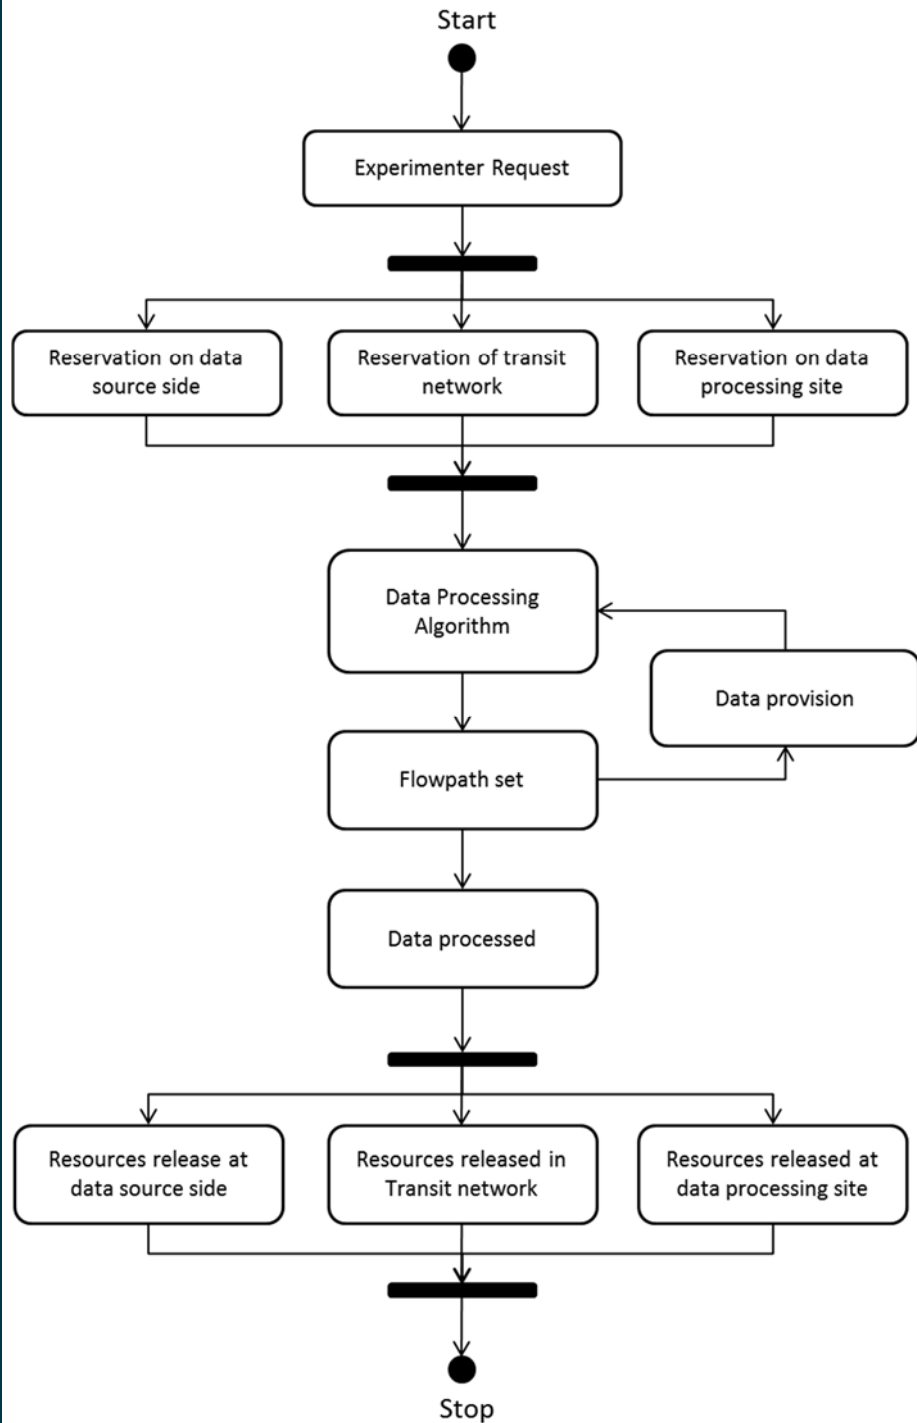 Start
Experimenter Request
Reservation on data
source side
Reservation of transit
network
Reservation on data
processing site
Data Processing
Algorithm
Data provision
Flowpath set
Data processed
Resources release at
data source side
Resources released in
Transit network
Resources released at
data processing site
Stop